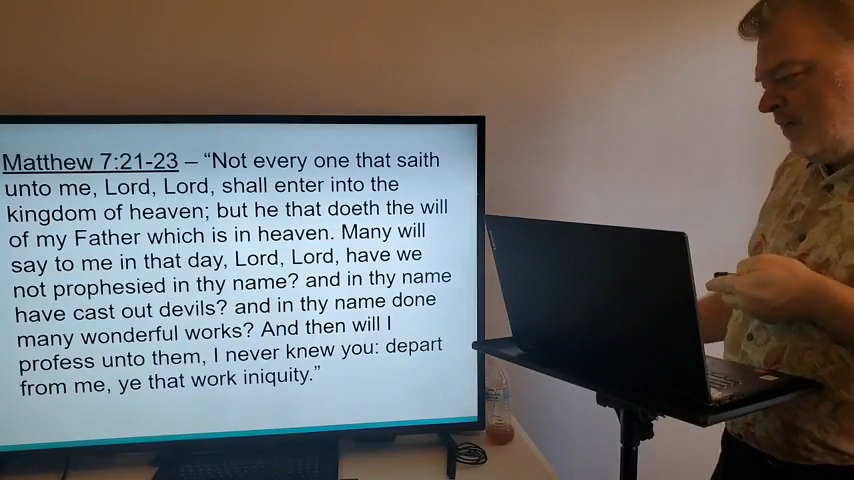 Matthew 7:21-23 – “Not every one that saith
unto me, Lord, Lord, shall enter into the
kingdom of heaven; but he that doeth the will
of my Father which is in heaven. Many will
say to me in that day, Lord, Lord, have we
not prophesied in thy name? and in thy name
have cast out devils? and in thy name done
many wonderful works? And then will I
profess unto them, I never knew you: depart
from me, ye that work iniquity.”